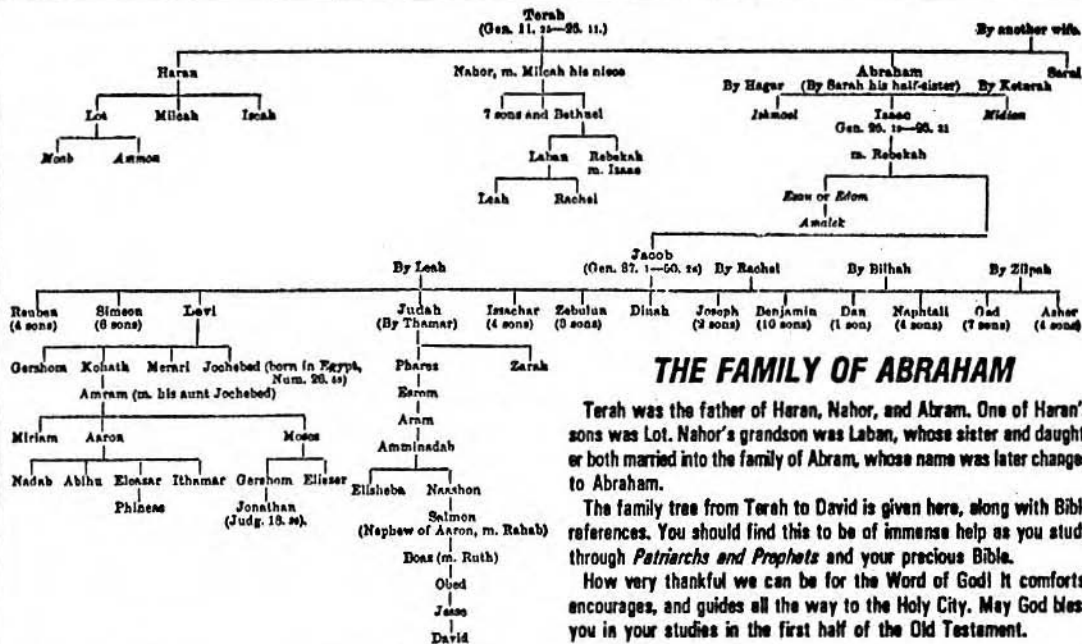 Terah
(Gen. 11. 25—25. 11.) By another wife.
Haran Nahor, m. Milcah his niece Abraham Sarai
By Hagar (By Sarah his half-sister) By Keturah
Lot Milcah Iscah 7 sons and Bethuel Ishmael Isaac Midian
Gen. 25. 19—
Moab Ammon Laban Rebekah m. Rebekah
m. Isaac
Leah Rachel Esau or Edom
Amalek
Jacob
By Leah (Gen. 37. 1—50. 26) By Rachel By Bilhah By Zilpah
Reuben Simeon Levi Judah Issachar Zebulun Dinah Joseph Benjamin Dan Naphtali Gad Asher
(4 sons) (6 sons) (By Thamar) (4 sons) (3 sons) (2 sons) (10 sons) (1 son) (4 sons) (7 sons) (4 sons)
Gershom Kohath Merari Jochebed (born in Egypt, Phares Zarah
Num. 26. 59)
Amram (m. his aunt Jochebed) Esrom
Aram
Miriam Aaron Moses Amminadab
Nadab Abihu Eleasar Ithamar Gershom Elieser Elisheba Naashon
Phineas Jonathan Salmon
(Judg. 18. 30). (Nephew of Aaron, m. Rahab)
Boas (m. Ruth)
Obed
Jesse
David
THE FAMILY OF ABRAHAM
Terah was the father of Haran, Nahor, and Abram. One of Haran'
sons was Lot. Nahor's grandson was Laban, whose sister and daught
er both married into the family of Abram, whose name was later change
to Abraham.
The family tree from Terah to David is given here, along with Bibl
references. You should find this to be of immense help as you stud
through Patriarchs and Prophets and your precious Bible.
How very thankful we can be for the Word of God! It comforts
encourages, and guides all the way to the Holy City. May God bles
you in your studies in the first half of the Old Testament.